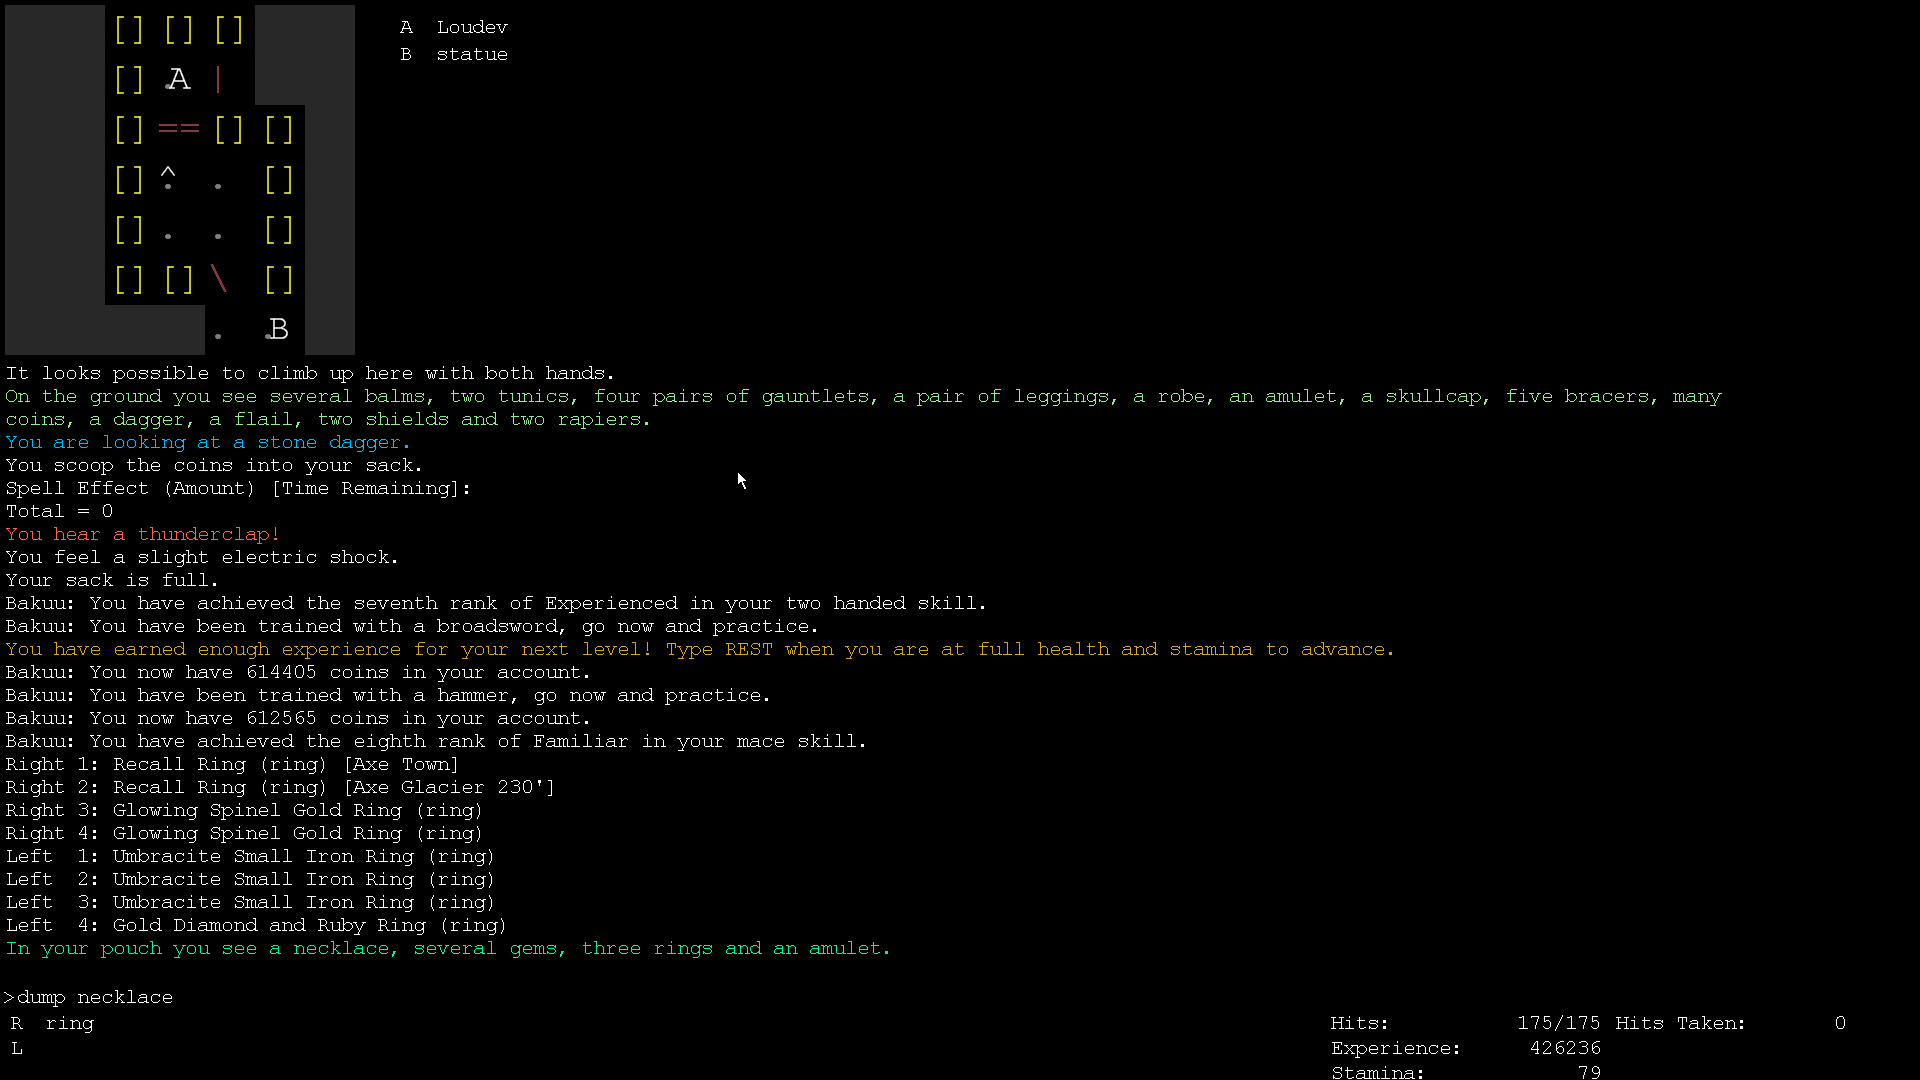 [] [] []
[] .A |
[] == [] []
[] ^. . []
[] . . []
[] [] \ []
. .B
A Loudev
B statue
It looks possible to climb up here with both hands.
On the ground you see several balms, two tunics, four pairs of gauntlets, a pair of leggings, a robe, an amulet, a skullcap, five bracers, many
coins, a dagger, a flail, two shields and two rapiers.
You are looking at a stone dagger.
You scoop the coins into your sack.
Spell Effect (Amount) [Time Remaining]:
Total = 0
You hear a thunderclap!
You feel a slight electric shock.
Your sack is full.
Bakuu: You have achieved the seventh rank of Experienced in your two handed skill.
Bakuu: You have been trained with a broadsword, go now and practice.
You have earned enough experience for your next level! Type REST when you are at full health and stamina to advance.
Bakuu: You now have 614405 coins in your account.
Bakuu: You have been trained with a hammer, go now and practice.
Bakuu: You now have 612565 coins in your account.
Bakuu: You have achieved the eighth rank of Familiar in your mace skill.
Right 1: Recall Ring (ring) [Axe Town]
Right 2: Recall Ring (ring) [Axe Glacier 230']
Right 3: Glowing Spinel Gold Ring (ring)
Right 4: Glowing Spinel Gold Ring (ring)
Left 1: Umbracite Small Iron Ring (ring)
Left 2: Umbracite Small Iron Ring (ring)
Left 3: Umbracite Small Iron Ring (ring)
Left 4: Gold Diamond and Ruby Ring (ring)
In your pouch you see a necklace, several gems, three rings and an amulet.
>dump necklace
R ring
L
Hits: 175/175 Hits Taken: 0
Experience: 426236
Stamina: 79